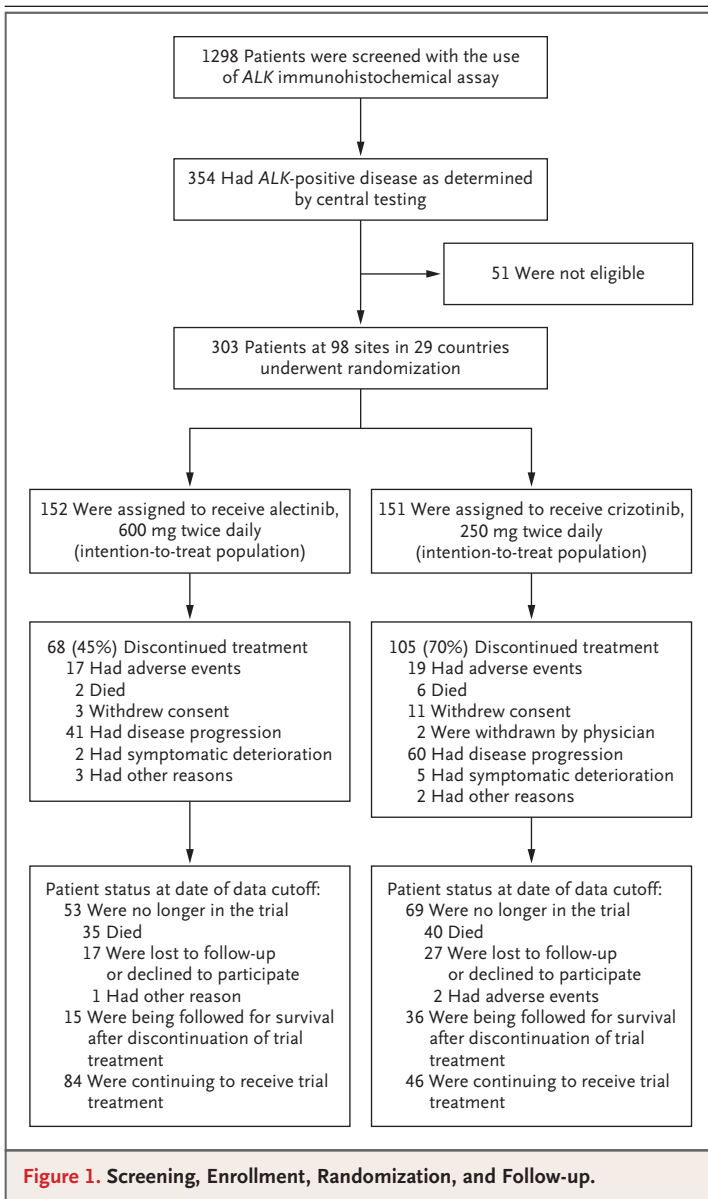 1298 Patients were screened with the use
of ALK immunohistochemical assay
354 Had ALK-positive disease as determined
by central testing
51 Were not eligible
303 Patients at 98 sites in 29 countries
underwent randomization
152 Were assigned to receive alectinib,
600 mg twice daily
(intention-to-treat population)
151 Were assigned to receive crizotinib,
250 mg twice daily
(intention-to-treat population)
68 (45%) Discontinued treatment
17 Had adverse events
2 Died
3 Withdrew consent
41 Had disease progression
2 Had symptomatic deterioration
3 Had other reasons
105 (70%) Discontinued treatment
19 Had adverse events
6 Died
11 Withdrew consent
2 Were withdrawn by physician
60 Had disease progression
5 Had symptomatic deterioration
2 Had other reasons
Patient status at date of data cutoff:
53 Were no longer in the trial
35 Died
17 Were lost to follow-up
or declined to participate
1 Had other reason
15 Were being followed for survival
after discontinuation of trial
treatment
84 Were continuing to receive trial
treatment
Patient status at date of data cutoff:
69 Were no longer in the trial
40 Died
27 Were lost to follow-up
or declined to participate
2 Had adverse events
36 Were being followed for survival
after discontinuation of trial
treatment
46 Were continuing to receive trial
treatment
Figure 1. Screening, Enrollment, Randomization, and Follow-up.